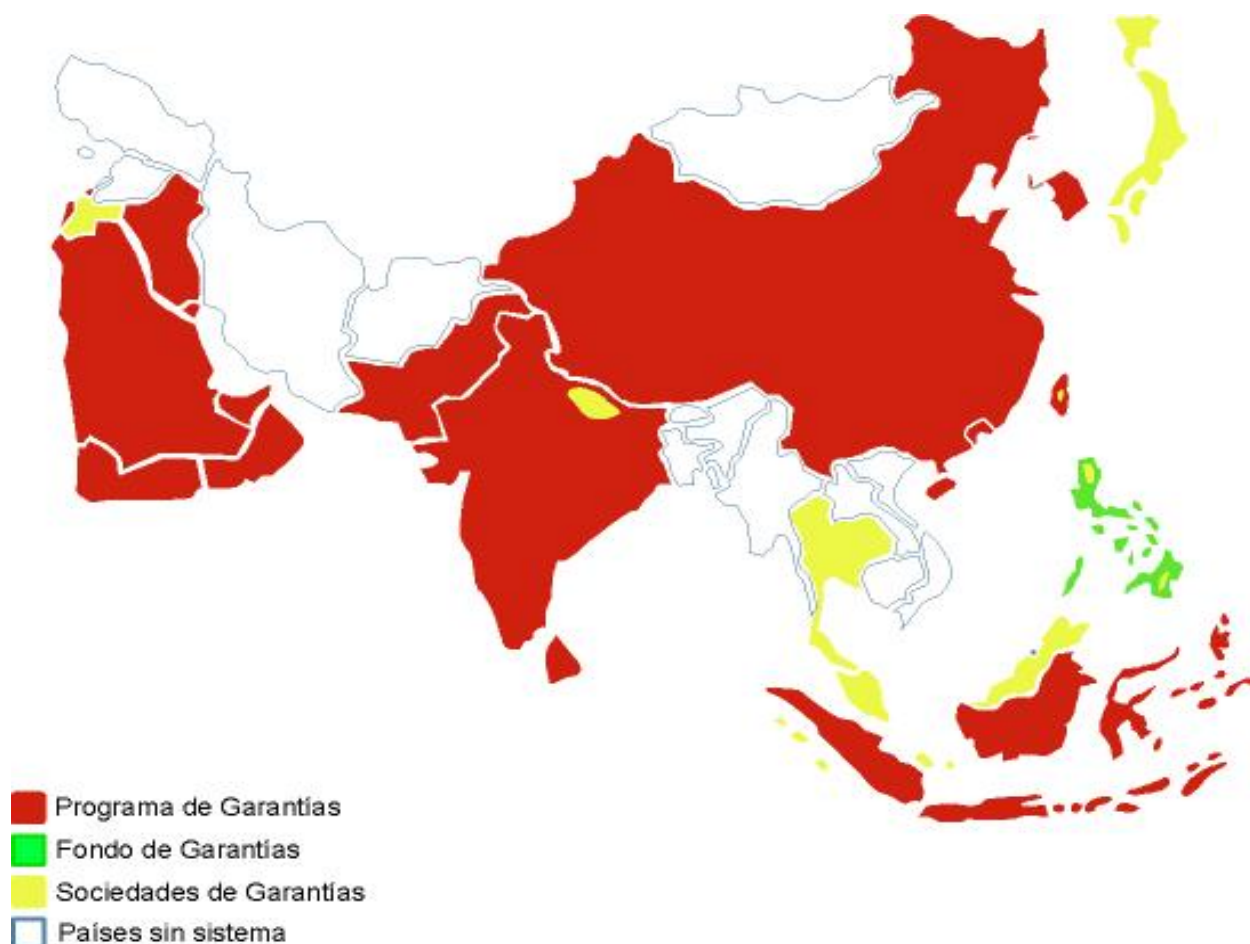 Programa de Garantías
Fondo de Garantías
Sociedades de Garantías
Países sin sistema